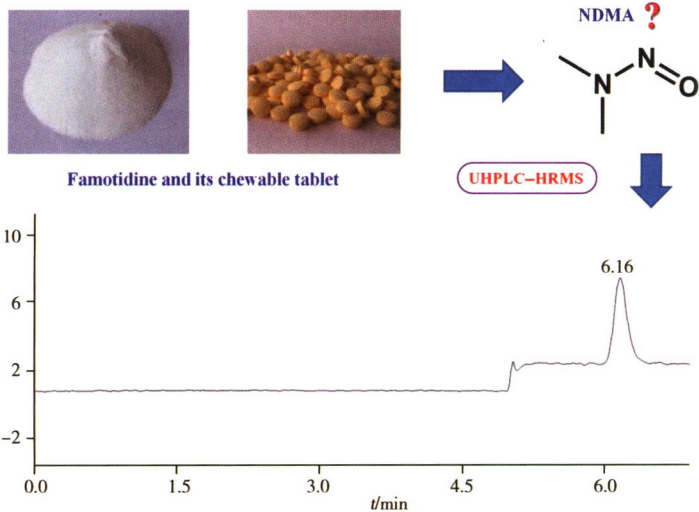 NDMA ?
N
N
O
Famotidine and its chewable tablet
UHPLC–HRMS
10
6.16
6
2
−2
0.0 1.5 3.0 4.5 6.0
t/min